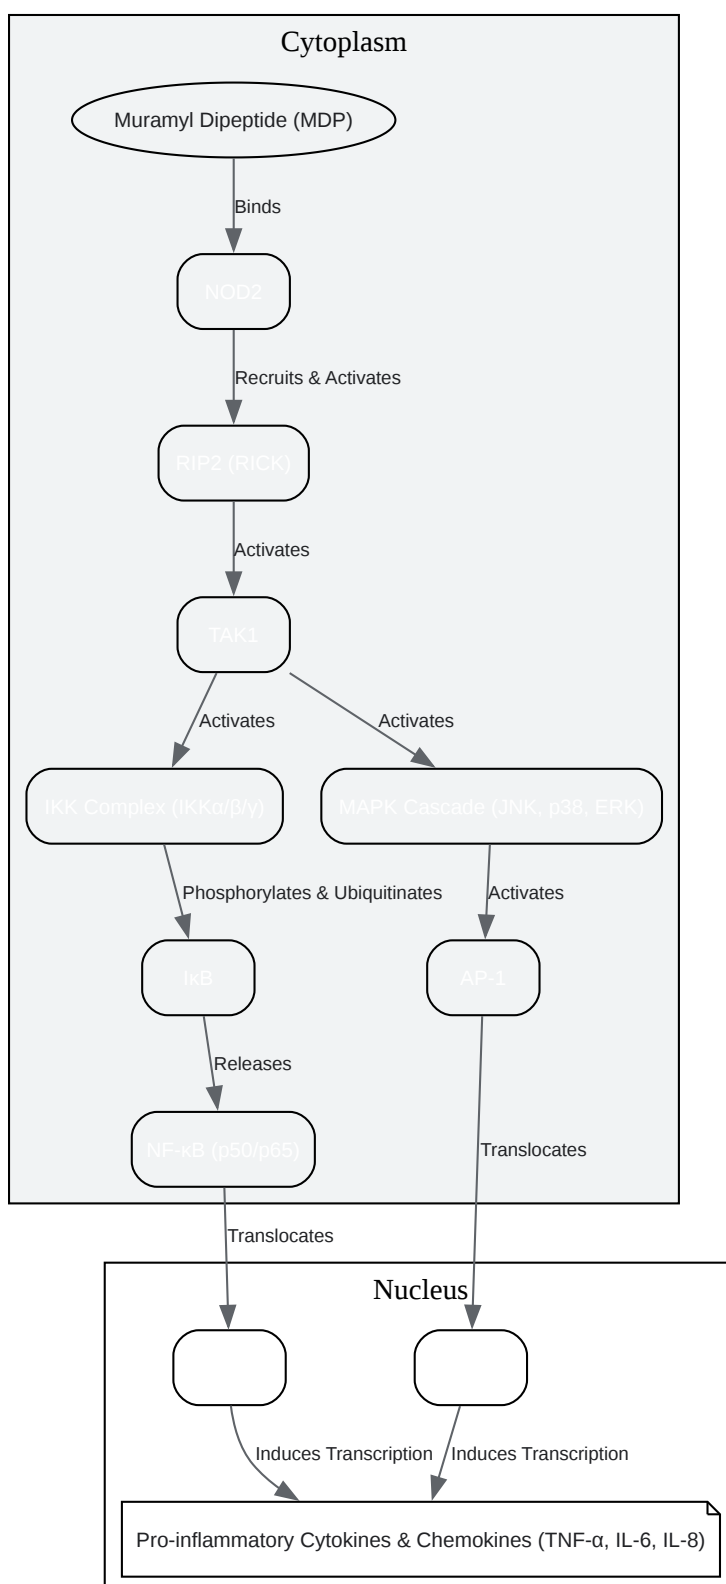 Cytoplasm
Muramyl Dipeptide (MDP)
Binds
NOD2
Recruits & Activates
RIP2 (RICK)
Activates
TAK1
Activates
Activates
IKK Complex (IKKα/β/γ)
MAPK Cascade (JNK, p38, ERK)
Phosphorylates & Ubiquitinates
Activates
IκB
AP-1
Releases
NF-κB (p50/p65)
Translocates
Translocates
Nucleus
Induces Transcription
Induces Transcription
Pro-inflammatory Cytokines & Chemokines (TNF-α, IL-6, IL-8)